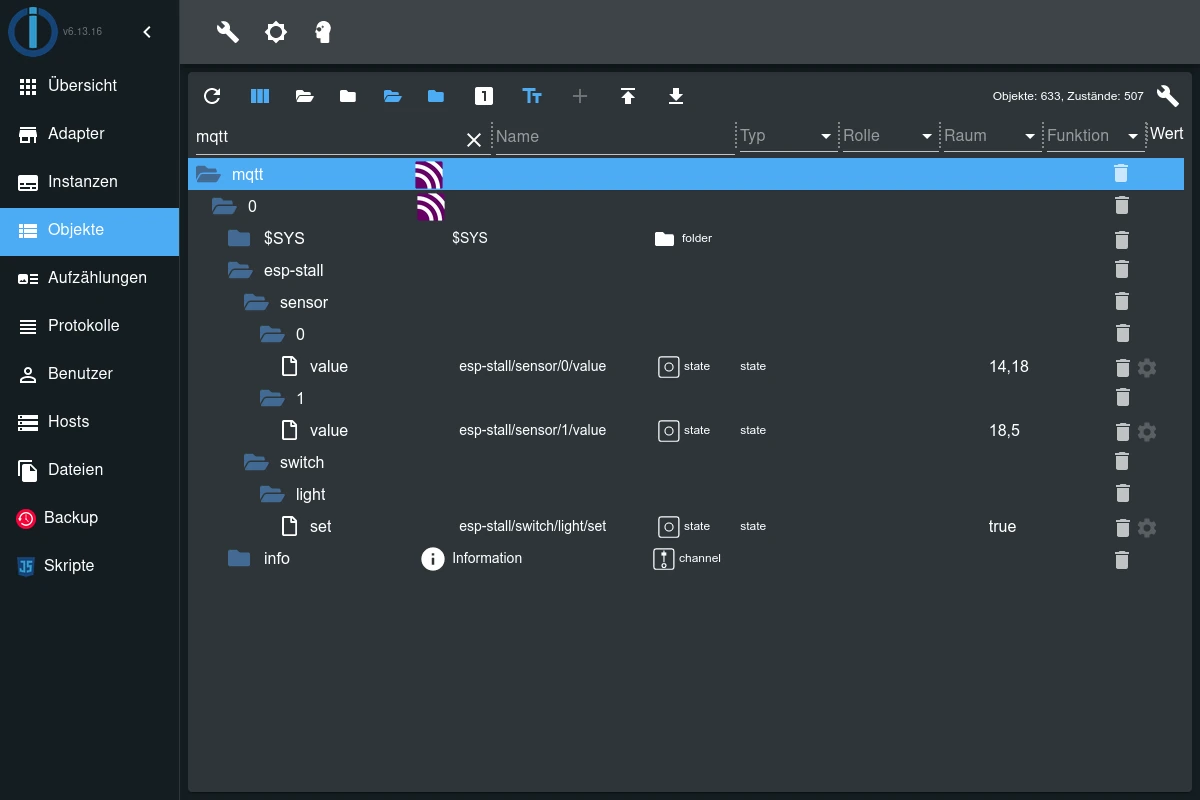 v6.13.16
Übersicht
Adapter
Instanzen
Objekte
Aufzählungen
Protokolle
Benutzer
Hosts
Dateien
Backup
JS Skripte
1 Tт Objekte: 633, Zustände: 507
mqtt Name Typ Rolle Raum Funktion Wert
mqtt
0
$SYS $SYS folder
esp-stall
sensor
0
value esp-stall/sensor/0/value state state 14,18
1
value esp-stall/sensor/1/value state state 18,5
switch
light
set esp-stall/switch/light/set state state true
info i Information channel